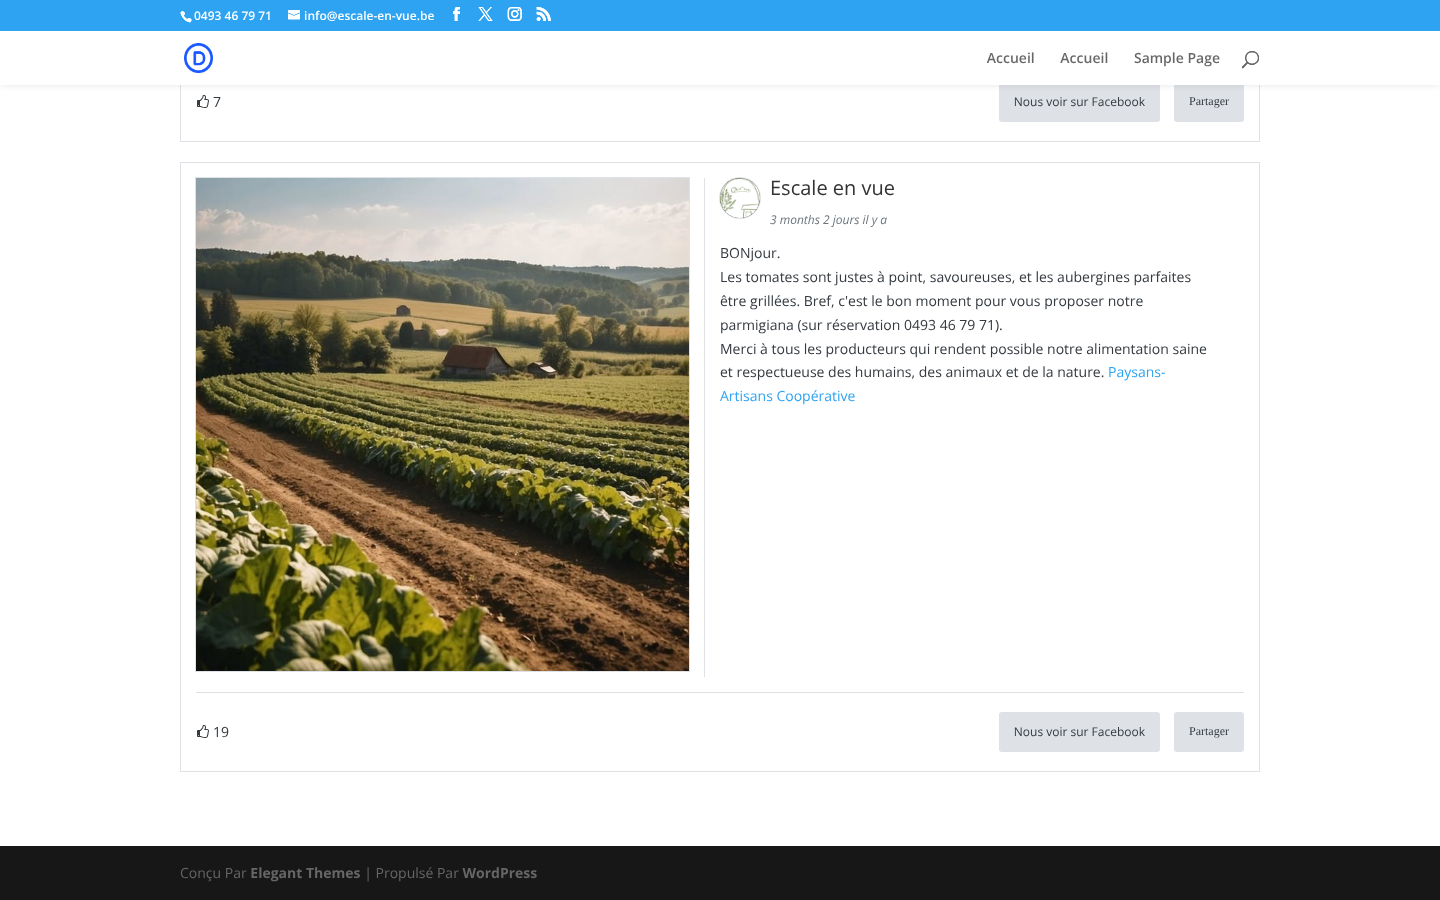 0493 46 79 71 info@escale-en-vue.be
D Accueil Accueil Sample Page
7 Nous voir sur Facebook Partager
Escale en vue
3 months 2 jours il y a
BONjour.
Les tomates sont justes à point, savoureuses, et les aubergines parfaites
être grillées. Bref, c'est le bon moment pour vous proposer notre
parmigiana (sur réservation 0493 46 79 71).
Merci à tous les producteurs qui rendent possible notre alimentation saine
et respectueuse des humains, des animaux et de la nature. Paysans-
Artisans Coopérative
19 Nous voir sur Facebook Partager
Conçu Par Elegant Themes | Propulsé Par WordPress